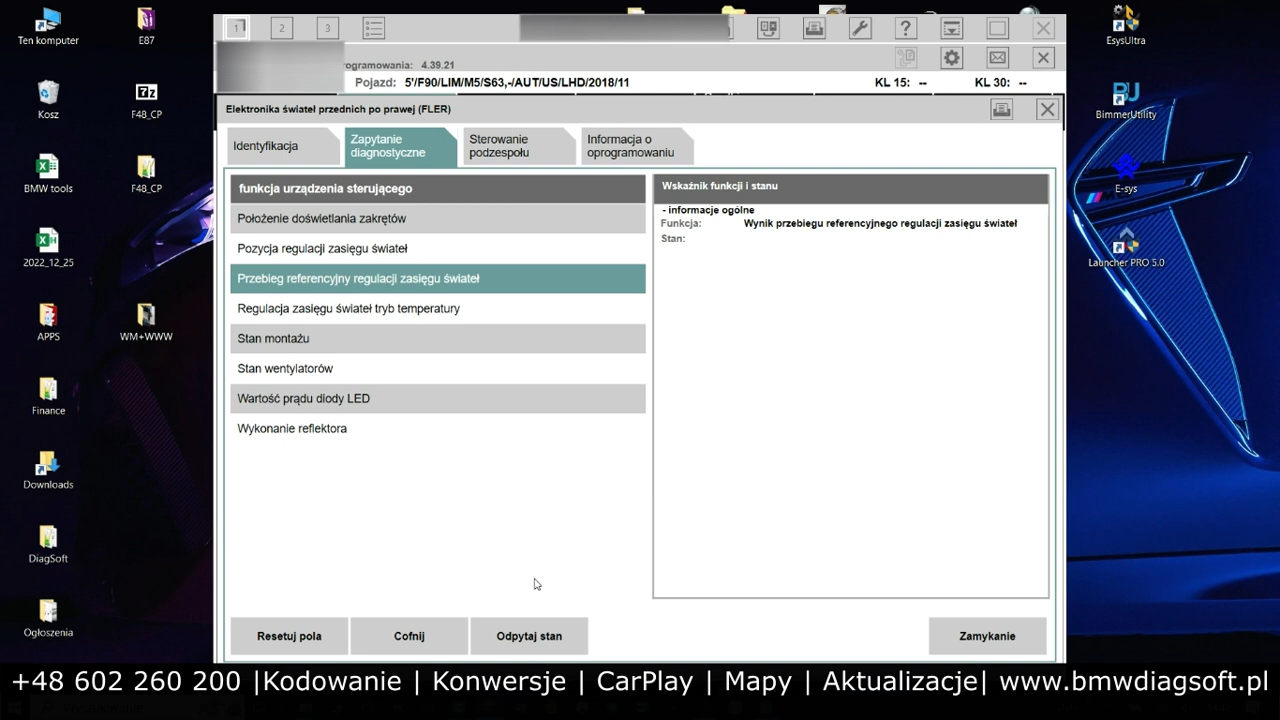 Ten komputer
E87
Kosz
F48_CP
BMW tools
F48_CP
2022_12_25
APPS
WM+WWW
Finance
Downloads
DiagSoft
Ogłoszenia
1
2
3
?
rogramowania: 4.39.21
Pojazd: 5'/F90/LIM/M5/S63,-/AUT/US/LHD/2018/11
KL 15: --
KL 30: --
Elektronika świateł przednich po prawej (FLER)
Identyfikacja
Zapytanie
diagnostyczne
Sterowanie
podzespołu
Informacja o
oprogramowaniu
funkcja urządzenia sterującego
Położenie doświetlania zakrętów
Pozycja regulacji zasięgu świateł
Przebieg referencyjny regulacji zasięgu świateł
Regulacja zasięgu świateł tryb temperatury
Stan montażu
Stan wentylatorów
Wartość prądu diody LED
Wykonanie reflektora
Wskaźnik funkcji i stanu
- informacje ogólne
Funkcja: Wynik przebiegu referencyjnego regulacji zasięgu świateł
Stan:
Resetuj pola
Cofnij
Odpytaj stan
Zamykanie
EsysUltra
BimmerUtility
E-sys
Launcher PRO 5.0
+48 602 260 200 |Kodowanie | Konwersje | CarPlay | Mapy | Aktualizacje| www.bmwdiagsoft.pl